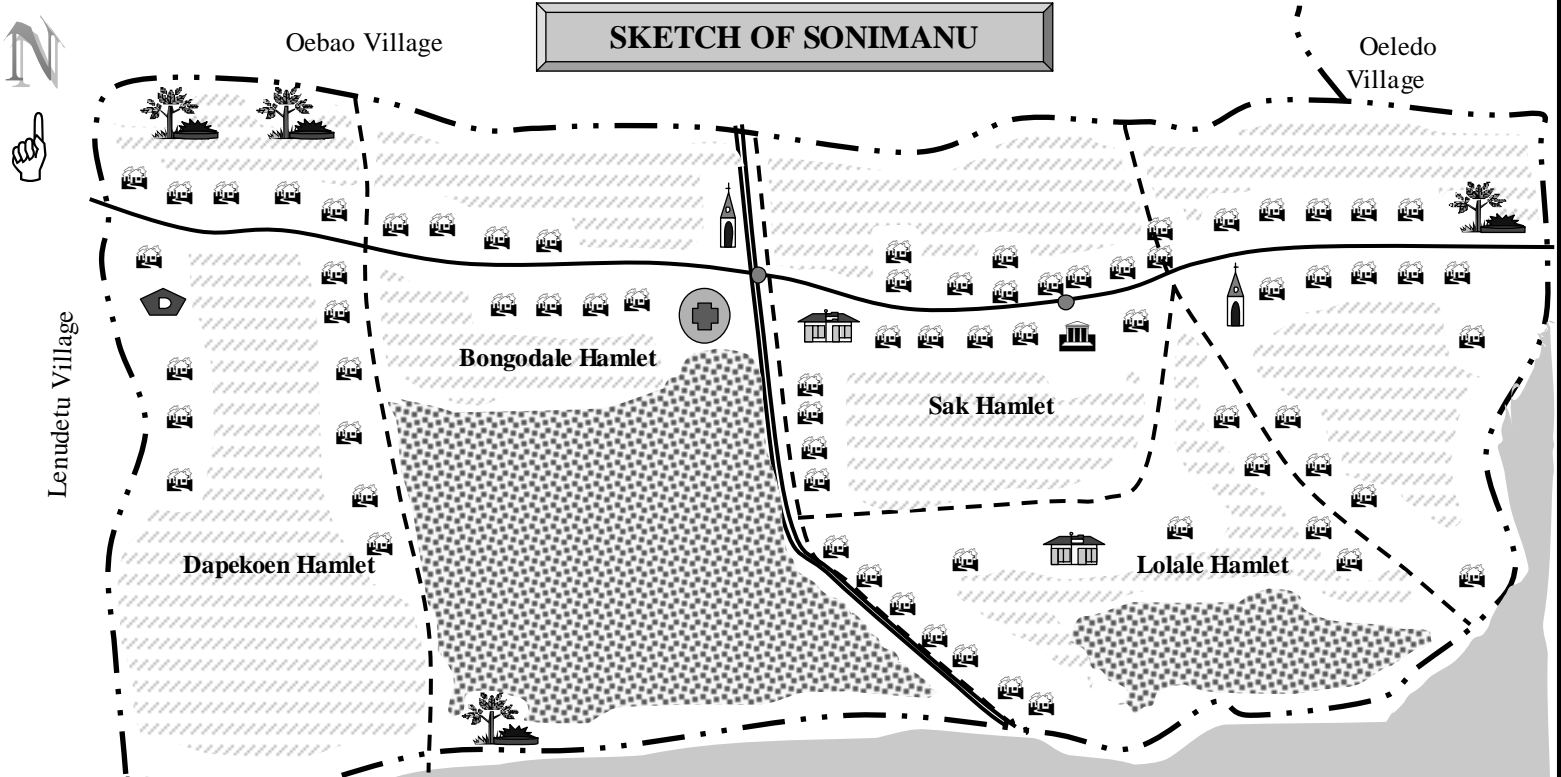 N
Oebao Village
SKETCH OF SONIMANU
Oeledo
Village
Lenudetu Village
D
Bongodale Hamlet
Sak Hamlet
Dapekoen Hamlet
Lolale Hamlet